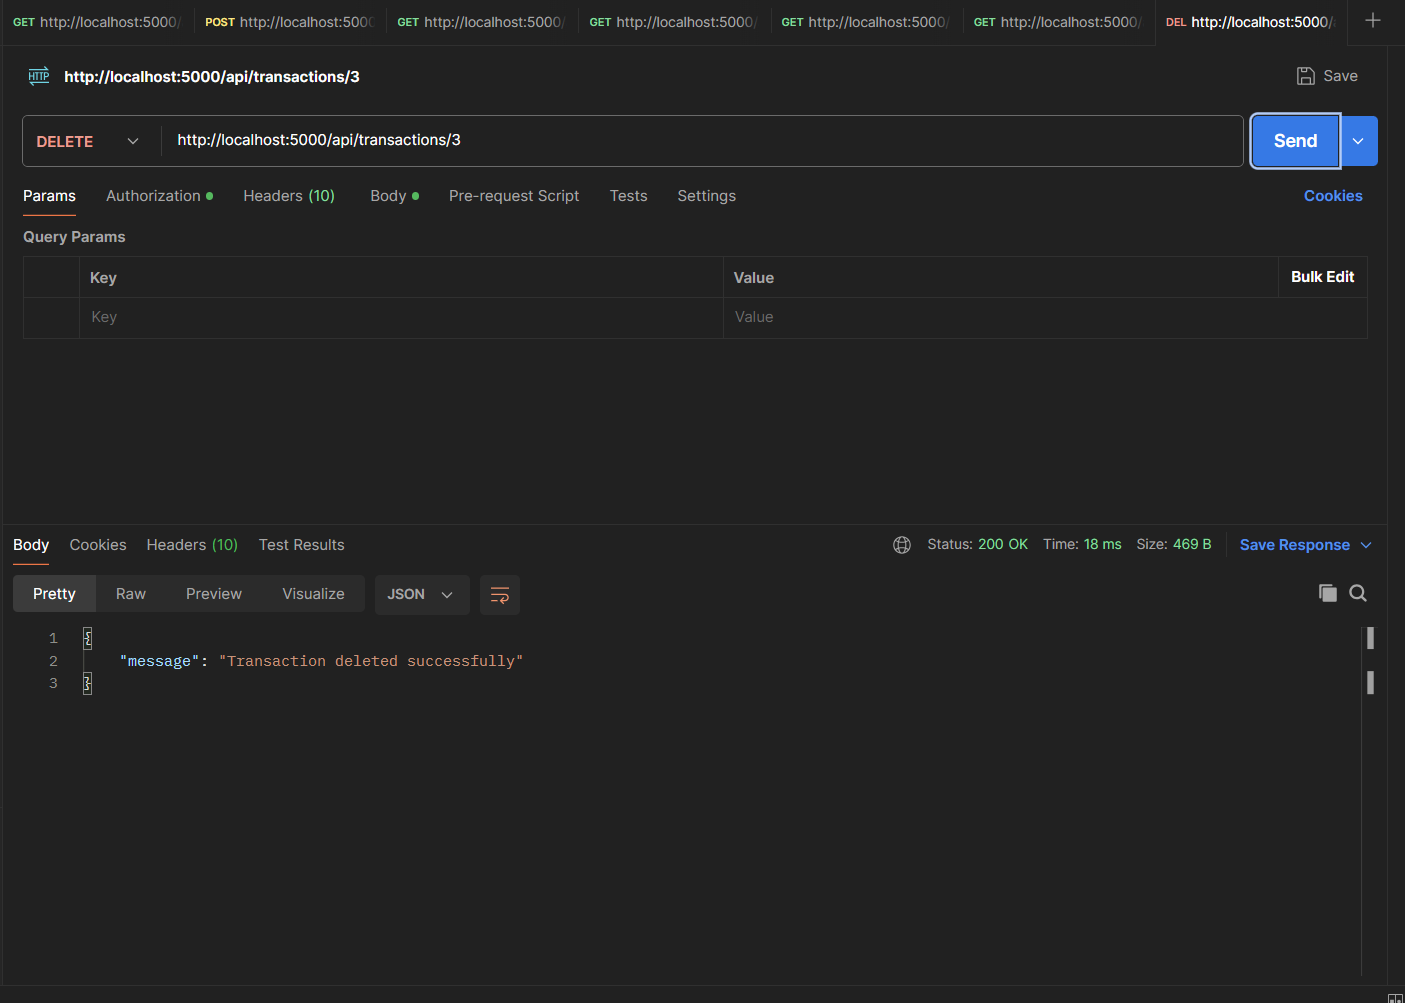 GET http://localhost:5000/ POST http://localhost:5000 GET http://localhost:5000/ GET http://localhost:5000/ GET http://localhost:5000/ GET http://localhost:5000/ DEL http://localhost:5000/
HTTP http://localhost:5000/api/transactions/3 Save
DELETE http://localhost:5000/api/transactions/3 Send
Params Authorization Headers (10) Body Pre-request Script Tests Settings Cookies
Query Params
Key Value Bulk Edit
Key Value
Body Cookies Headers (10) Test Results Status: 200 OK Time: 18 ms Size: 469 B Save Response
Pretty Raw Preview Visualize JSON
1 {
2 "message": "Transaction deleted successfully"
3 }